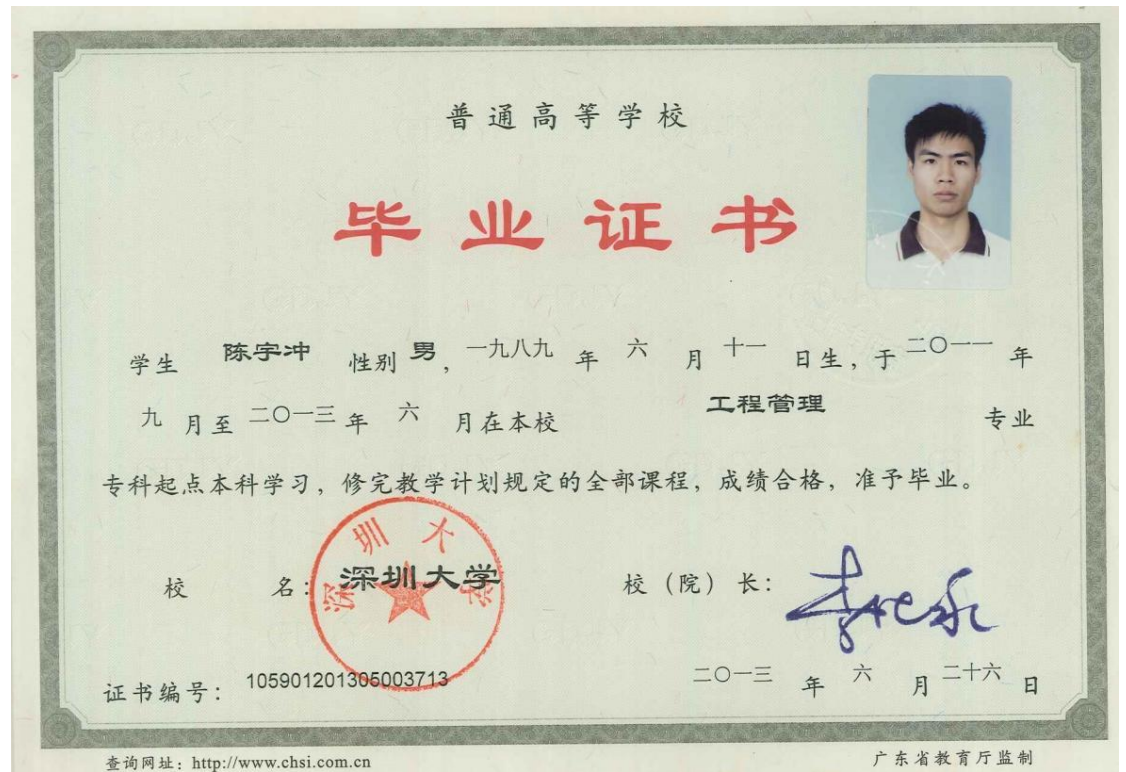 普通高等学校
毕业证书
学生 陈宇冲 性别 男, 一九八九 年 六 月 十一 日生, 于 二〇一一 年
九 月至 二〇一三 年 六 月在本校 工程管理 专业
专科起点本科学习, 修完教学计划规定的全部课程, 成绩合格, 准予毕业。
校 名: 深圳大学 校 (院) 长:
深圳大学
证书编号: 105901201305003713 二〇一三 年 六 月 二十六 日
查询网址: http://www.chsi.com.cn 广东省教育厅监制